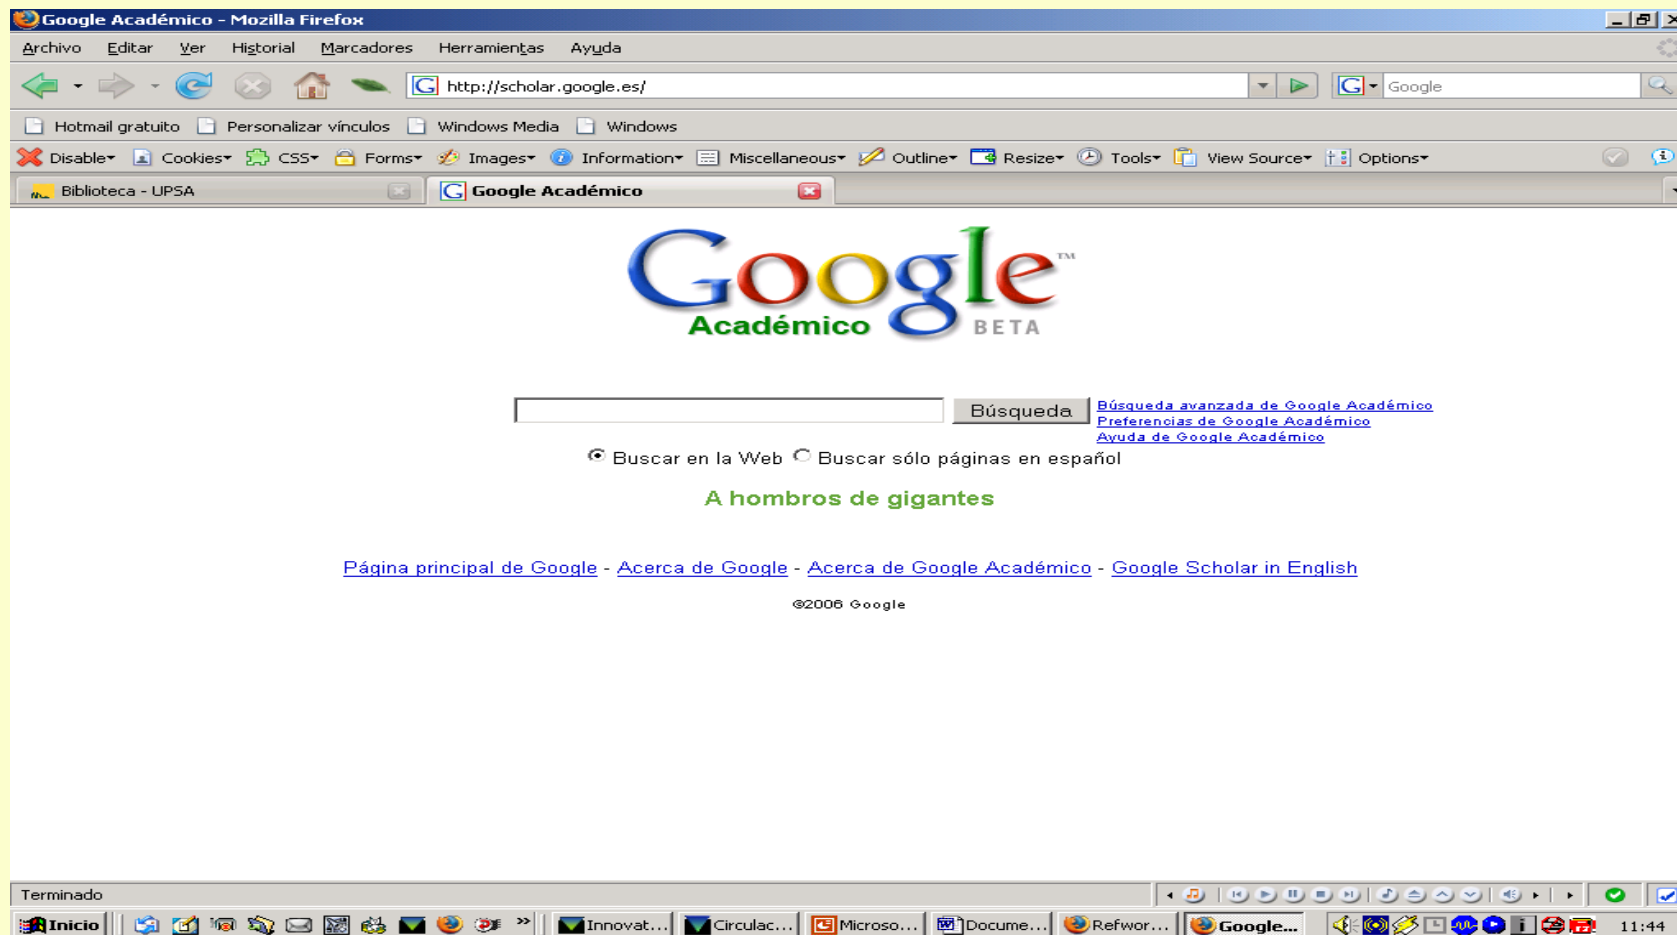 Google Académico - Mozilla Firefox
Archivo Editar Ver Historial Marcadores Herramientas Ayuda
http://scholar.google.es/ Google
Hotmail gratuito Personalizar vínculos Windows Media Windows
Disable Cookies CSS Forms Images Information Miscellaneous Outline Resize Tools View Source Options
Biblioteca - UPSA Google Académico
Google™
Académico BETA
Búsqueda
Búsqueda avanzada de Google Académico
Preferencias de Google Académico
Ayuda de Google Académico
Buscar en la Web Buscar sólo páginas en español
A hombros de gigantes
Página principal de Google - Acerca de Google - Acerca de Google Académico - Google Scholar in English
©2006 Google
Terminado
Inicio Innovat... Circulac... Microso... Docume... Refwor... Google... 11:44